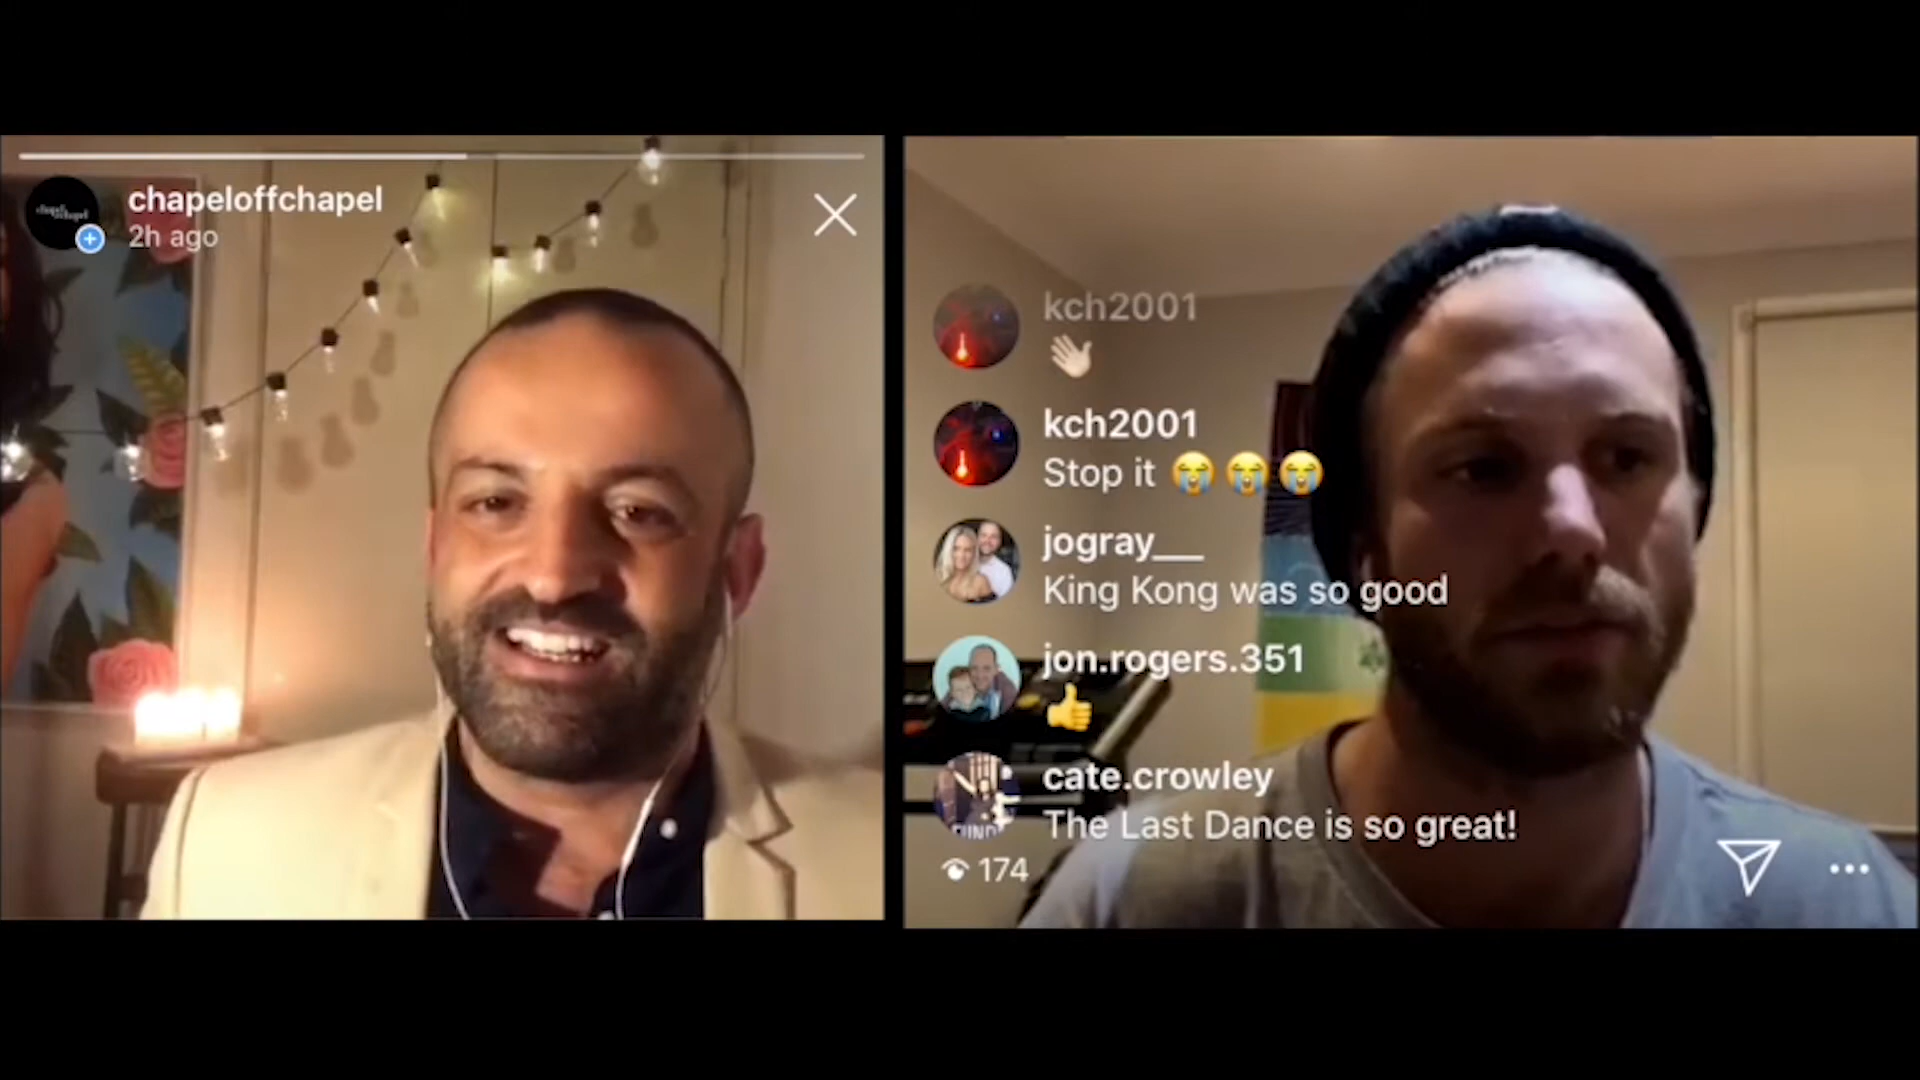 chapeloffchapel
2h ago
kch2001
👋🏻
kch2001
Stop it 😭😭😭
jogray___
King Kong was so good
jon.rogers.351
👍
cate.crowley
The Last Dance is so great!
174